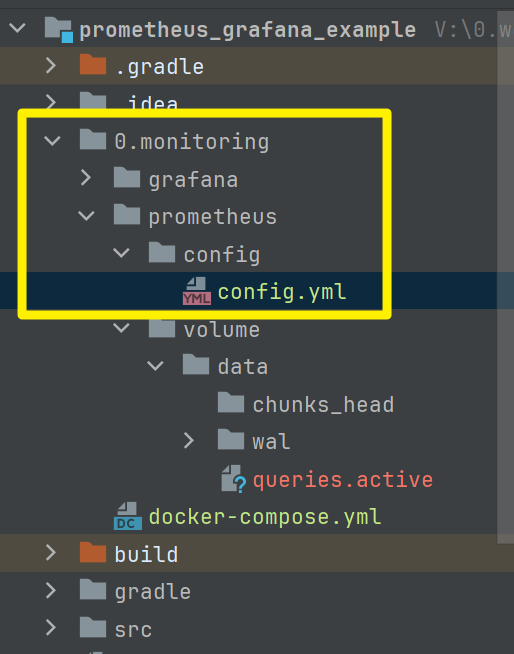 prometheus_grafana_example V:\0.w
.gradle
.idea
0.monitoring
grafana
prometheus
config
YML config.yml
volume
data
chunks_head
wal
? queries.active
DC docker-compose.yml
build
gradle
src